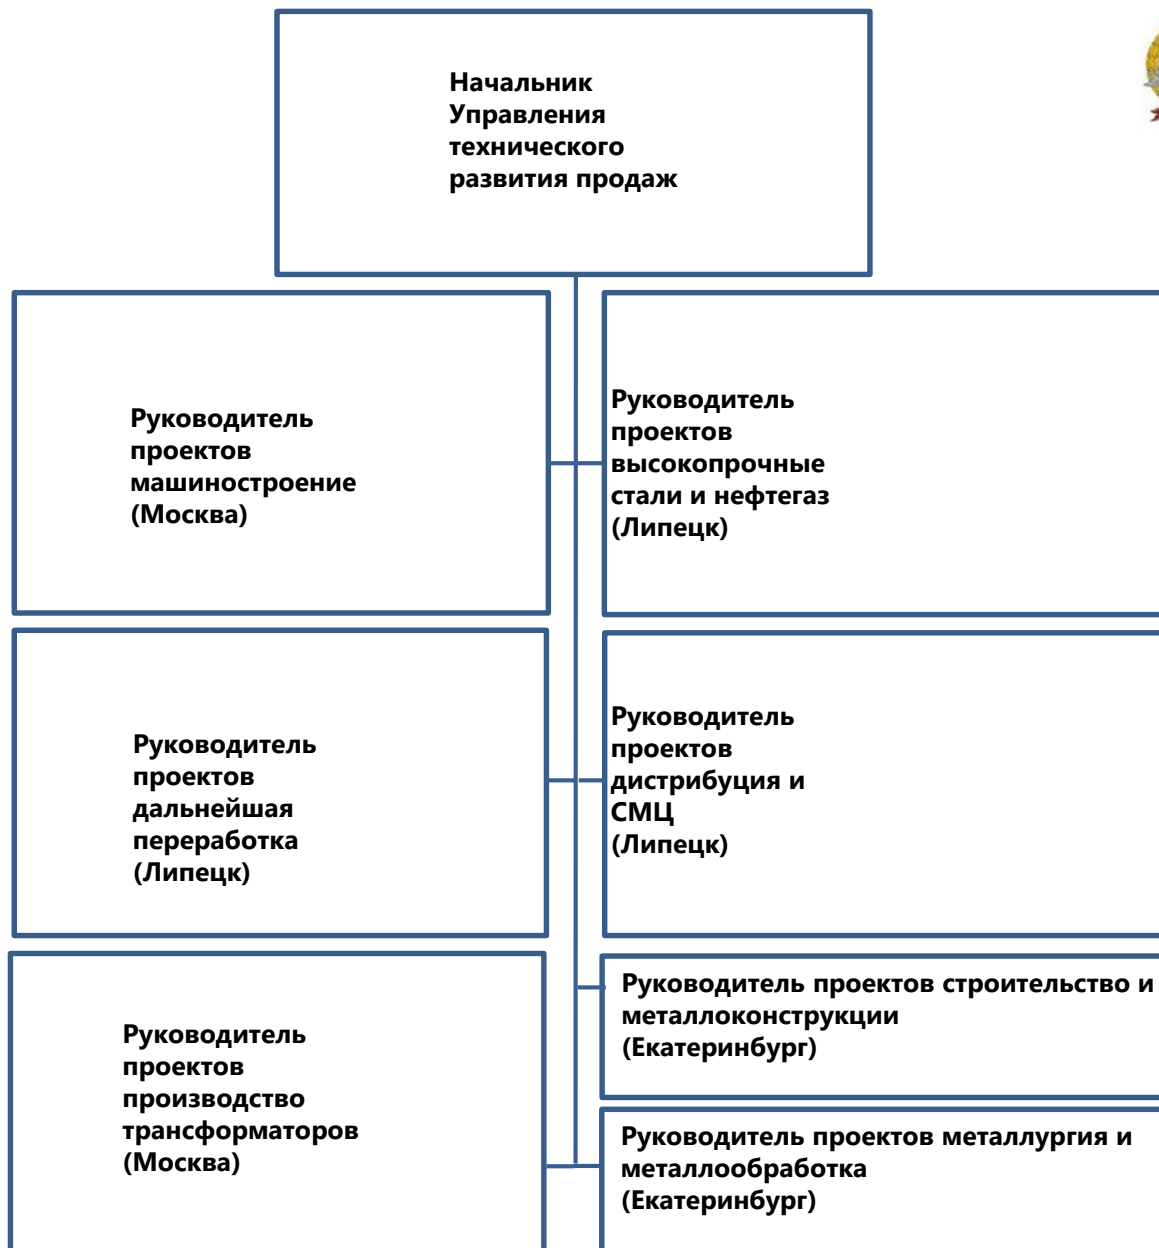 Начальник
Управления
технического
развития продаж
Руководитель
проектов
машиностроение
(Москва)
Руководитель
проектов
высокопрочные
стали и нефтегаз
(Липецк)
Руководитель
проектов
дальнейшая
переработка
(Липецк)
Руководитель
проектов
дистрибуция и
СМЦ
(Липецк)
Руководитель
проектов
производство
трансформаторов
(Москва)
Руководитель проектов строительство и
металлоконструкции
(Екатеринбург)
Руководитель проектов металлургия и
металлообработка
(Екатеринбург)